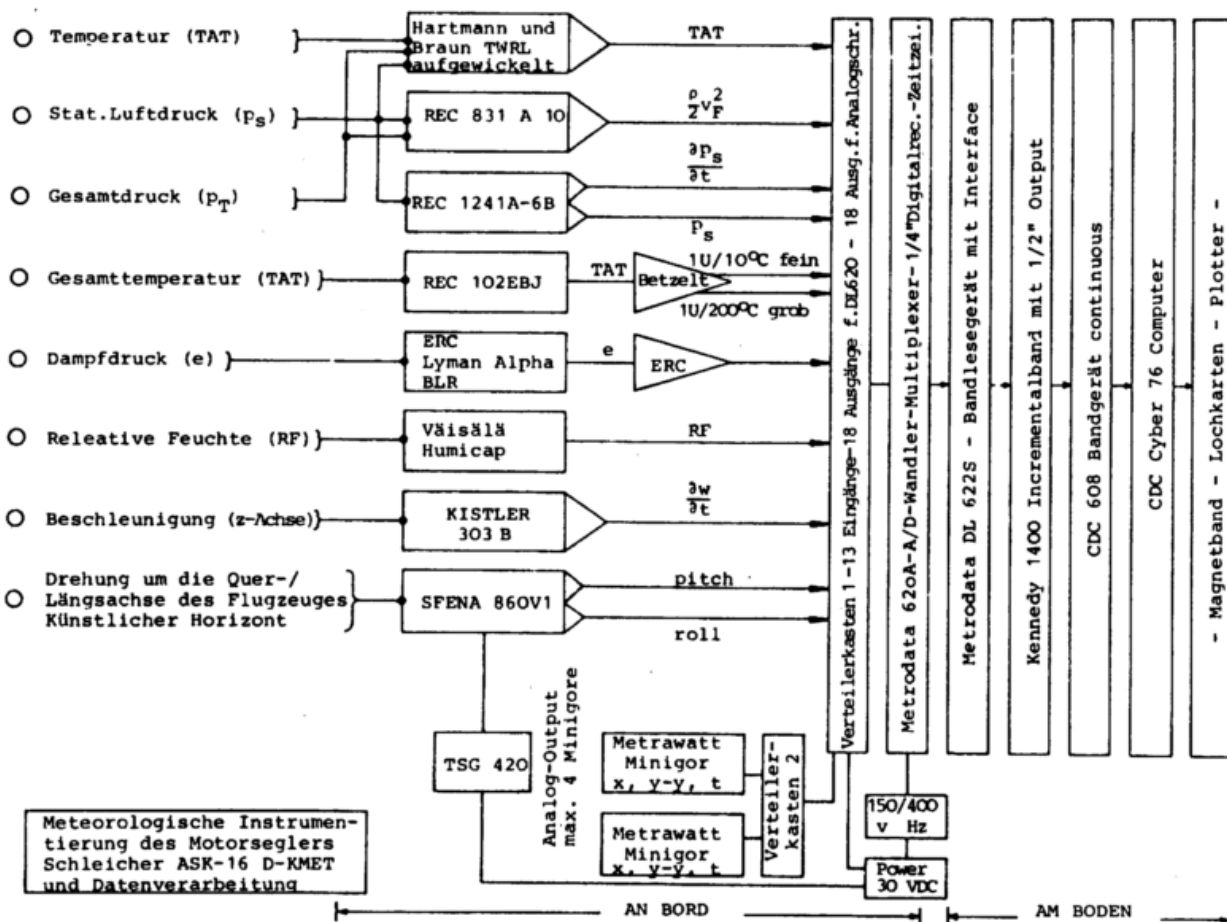 Temperatur (TAT)
Hartmann und
Braun TWRL
aufgewickelt
TAT
Stat.Luftdruck (pS)
REC 831 A 10
ρ/2 vF²
Gesamtdruck (pT)
REC 1241A-6B
∂ps/∂t
ps
Gesamttemperatur (TAT)
REC 102EBJ
TAT
Betzelt
1U/10°C fein
1U/200°C grob
Dampfdruck (e)
ERC
Lyman Alpha
BLR
e
ERC
Releative Feuchte (RF)
Väisälä
Humicap
RF
Beschleunigung (z-Achse)
KISTLER
303 B
∂w/∂t
Drehung um die Quer-/
Längsachse des Flugzeuges
Künstlicher Horizont
SFENA 860V1
pitch
roll
TSG 420
Analog-Output
max. 4 Minigore
Metrawatt
Minigor
x, y-y, t
Metrawatt
Minigor
x, y-y, t
Verteiler-
kasten 2
Verteilerkasten 1 -13 Eingänge-18 Ausgänge f.DL620 - 18 Ausg.f.Analogschr.
Metrodata 620A-A/D-Wandler-Multiplexer-1/4"Digitalrec.-Zeitzei.
Metrodata DL 622S - Bandlesegerät mit Interface
Kennedy 1400 Incrementalband mit 1/2" Output
CDC 608 Bandgerät continuous
CDC Cyber 76 Computer
- Magnetband - Lochkarten - Plotter -
150/400
v Hz
Power
30 VDC
Meteorologische Instrumen-
tierung des Motorseglers
Schleicher ASK-16 D-KMET
und Datenverarbeitung
AN BORD
AM BODEN